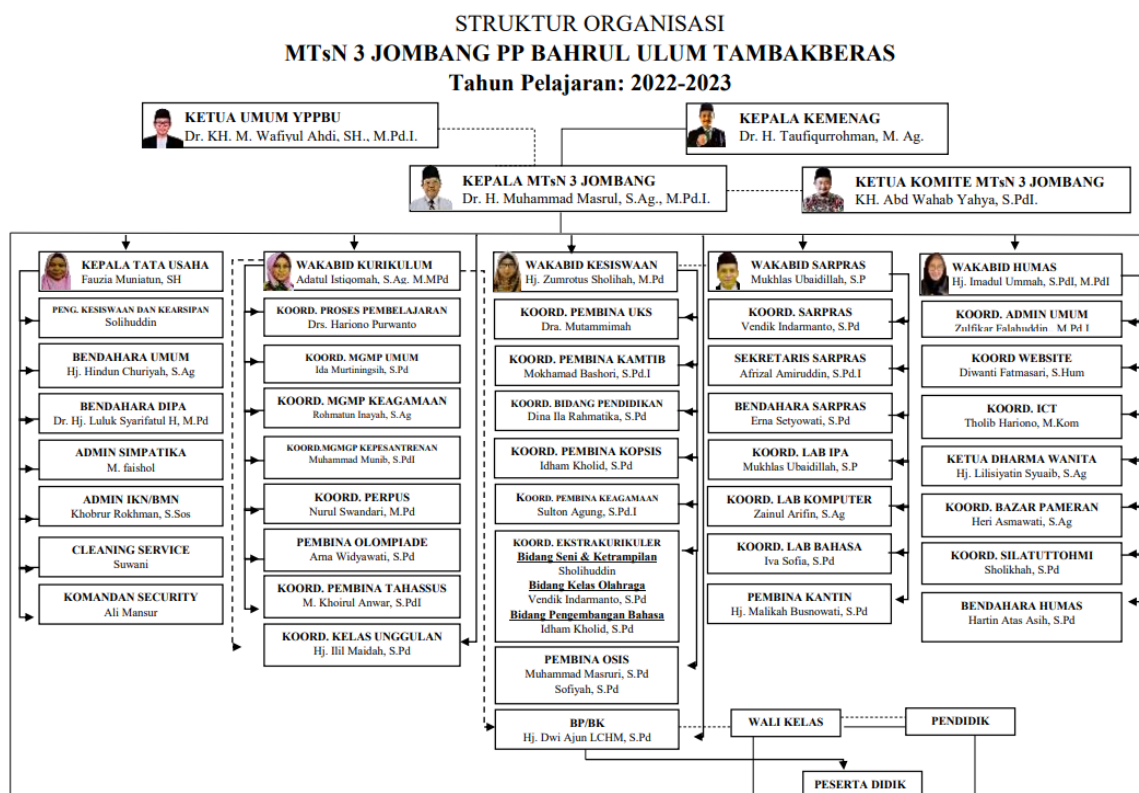 STRUKTUR ORGANISASI
MTsN 3 JOMBANG PP BAHRUL ULUM TAMBAKBERAS
Tahun Pelajaran: 2022-2023
KETUA UMUM YPPBU
Dr. KH. M. Wafiyul Ahdi, SH., M.Pd.I.
KEPALA KEMENAG
Dr. H. Taufiqurrohman, M. Ag.
KEPALA MTsN 3 JOMBANG
Dr. H. Muhammad Masrul, S.Ag., M.Pd.I.
KETUA KOMITE MTsN 3 JOMBANG
KH. Abd Wahab Yahya, S.PdI.
KEPALA TATA USAHA
Fauzia Muniatun, SH
PENG. KESISWAAN DAN KEARSIPAN
Solihuddin
BENDAHARA UMUM
Hj. Hindun Churiyah, S.Ag
BENDAHARA DIPA
Dr. Hj. Luluk Syarifatul H, M.Pd
ADMIN SIMPATIKA
M. faishol
ADMIN IKN/BMN
Khobrur Rokhman, S.Sos
CLEANING SERVICE
Suwani
KOMANDAN SECURITY
Ali Mansur
WAKABID KURIKULUM
Adatul Istiqomah, S.Ag. M.MPd
KOORD. PROSES PEMBELAJARAN
Drs. Hariono Purwanto
KOORD. MGMP UMUM
Ida Murtiningsih, S.Pd
KOORD. MGMP KEAGAMAAN
Rohmatun Inayah, S.Ag
KOORD.MGMGP KEPESANTRENAN
Muhammad Munib, S.PdI
KOORD. PERPUS
Nurul Swandari, M.Pd
PEMBINA OLOMPIADE
Arna Widyawati, S.Pd
KOORD. PEMBINA TAHASSUS
M. Khoirul Anwar, S.PdI
KOORD. KELAS UNGGULAN
Hj. Ilil Maidah, S.Pd
WAKABID KESISWAAN
Hj. Zumrotus Sholihah, M.Pd
KOORD. PEMBINA UKS
Dra. Mutammimah
KOORD. PEMBINA KAMTIB
Mokhamad Bashori, S.Pd.I
KOORD. BIDANG PENDIDIKAN
Dina Ila Rahmatika, S.Pd
KOORD. PEMBINA KOPSIS
Idham Kholid, S.Pd
KOORD. PEMBINA KEAGAMAAN
Sulton Agung, S.Pd.I
KOORD. EKSTRAKURIKULER
Bidang Seni & Ketrampilan
Sholihuddin
Bidang Kelas Olahraga
Vendik Indarmanto, S.Pd
Bidang Pengembangan Bahasa
Idham Kholid, S.Pd
PEMBINA OSIS
Muhammad Masruri, S.Pd
Sofiyah, S.Pd
BP/BK
Hj. Dwi Ajun LCHM, S.Pd
WAKABID SARPRAS
Mukhlas Ubaidillah, S.P
KOORD. SARPRAS
Vendik Indarmanto, S.Pd
SEKRETARIS SARPRAS
Afrizal Amiruddin, S.Pd.I
BENDAHARA SARPRAS
Erna Setyowati, S.Pd
KOORD. LAB IPA
Mukhlas Ubaidillah, S.P
KOORD. LAB KOMPUTER
Zainul Arifin, S.Ag
KOORD. LAB BAHASA
Iva Sofia, S.Pd
PEMBINA KANTIN
Hj. Malikah Busnowati, S.Pd
WAKABID HUMAS
Hj. Imadul Ummah, S.PdI, M.PdI
KOORD. ADMIN UMUM
Zulfikar Falahuddin, M.Pd.I
KOORD WEBSITE
Diwanti Fatmasari, S.Hum
KOORD. ICT
Tholib Hariono, M.Kom
KETUA DHARMA WANITA
Hj. Lilisiyatin Syuaib, S.Ag
KOORD. BAZAR PAMERAN
Heri Asmawati, S.Ag
KOORD. SILATUTTOHMI
Sholikhah, S.Pd
BENDAHARA HUMAS
Hartin Atas Asih, S.Pd
WALI KELAS
PENDIDIK
PESERTA DIDIK